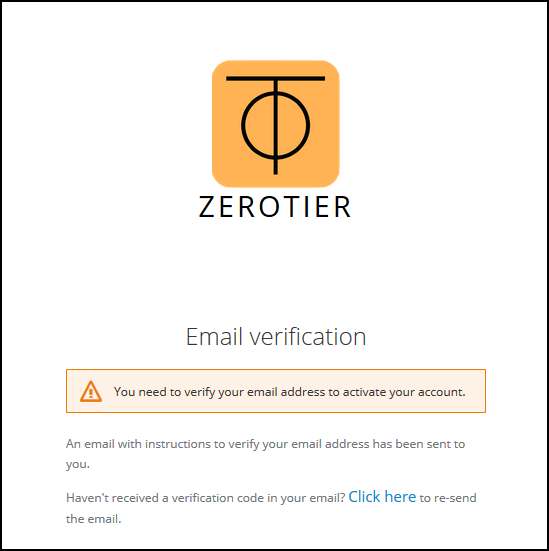 ZEROTIER
Email verification
You need to verify your email address to activate your account.
An email with instructions to verify your email address has been sent to
you.
Haven't received a verification code in your email? Click here to re-send
the email.